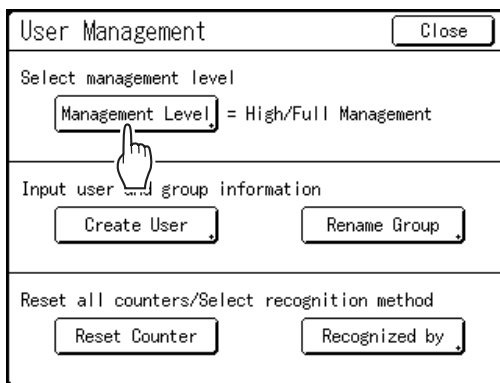 User Management Close
Select management level
Management Level = High/Full Management
Input user and group information
Create User Rename Group
Reset all counters/Select recognition method
Reset Counter Recognized by